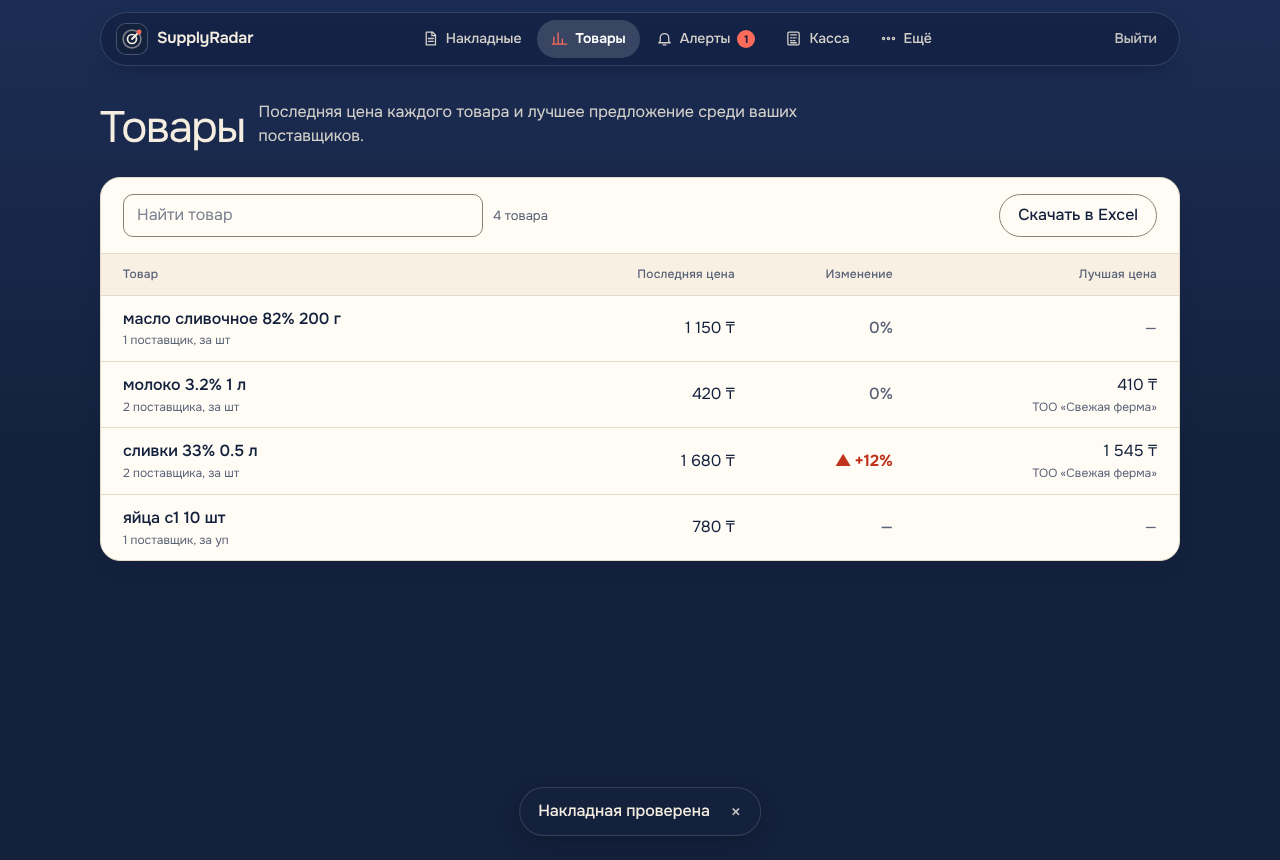 SupplyRadar
Накладные
Товары
Алерты 1
Касса
Ещё
Выйти
Товары
Последняя цена каждого товара и лучшее предложение среди ваших
поставщиков.
Найти товар
4 товара
Скачать в Excel
Товар Последняя цена Изменение Лучшая цена
масло сливочное 82% 200 г
1 поставщик, за шт
1 150 ₸
0%
—
молоко 3.2% 1 л
2 поставщика, за шт
420 ₸
0%
410 ₸
ТОО «Свежая ферма»
сливки 33% 0.5 л
2 поставщика, за шт
1 680 ₸
▲ +12%
1 545 ₸
ТОО «Свежая ферма»
яйца с1 10 шт
1 поставщик, за уп
780 ₸
—
—
Накладная проверена ×